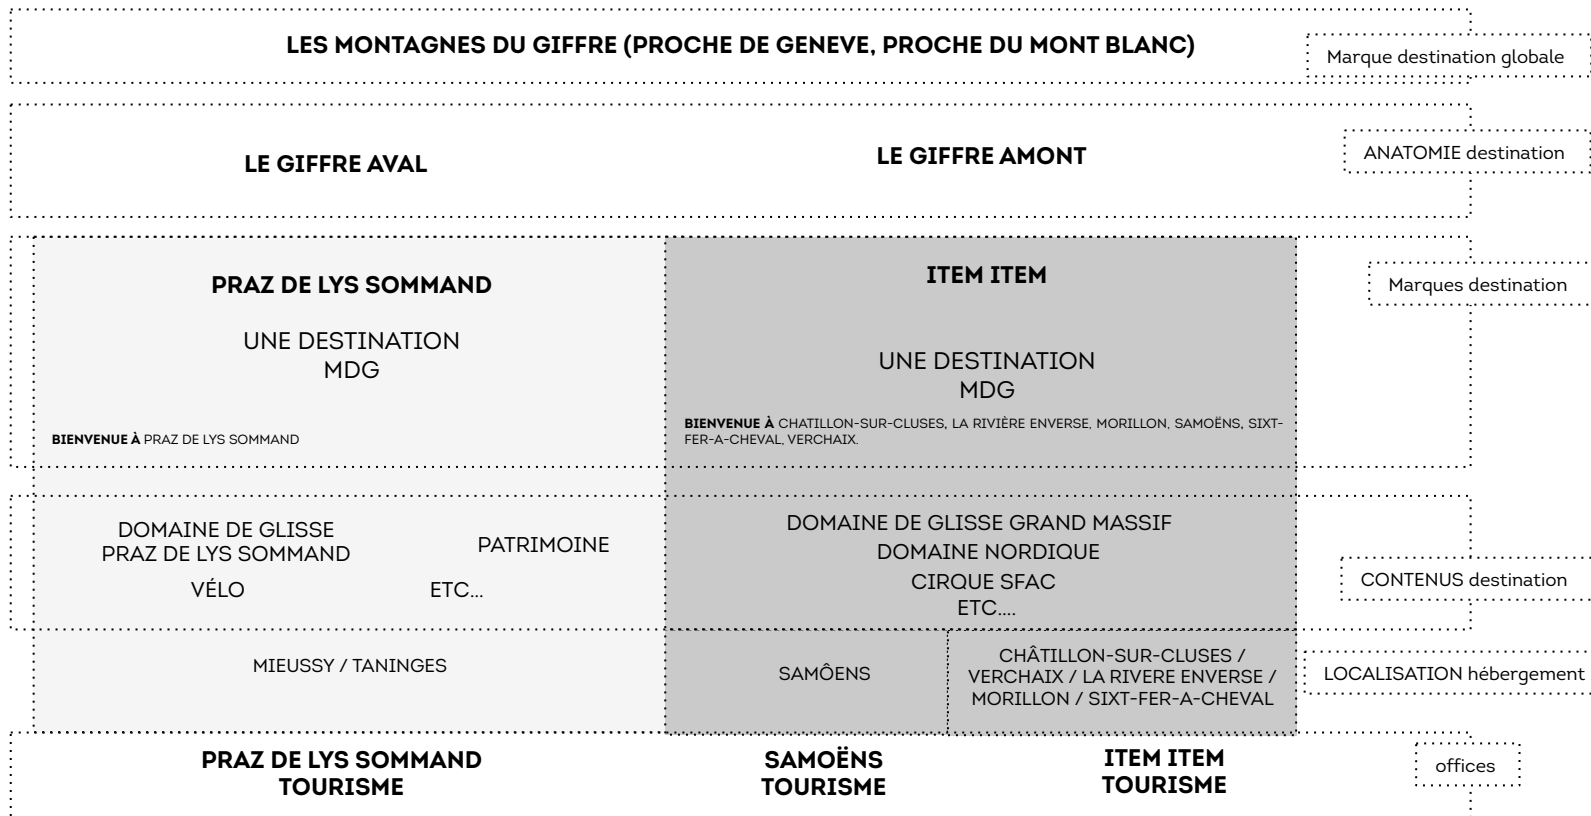 LES MONTAGNES DU GIFFRE (PROCHE DE GENEVE, PROCHE DU MONT BLANC)
Marque destination globale
LE GIFFRE AVAL
LE GIFFRE AMONT
ANATOMIE destination
PRAZ DE LYS SOMMAND
UNE DESTINATION
MDG
BIENVENUE À PRAZ DE LYS SOMMAND
ITEM ITEM
UNE DESTINATION
MDG
BIENVENUE À CHATILLON-SUR-CLUSES, LA RIVIÈRE ENVERSE, MORILLON, SAMOËNS, SIXT-
FER-A-CHEVAL, VERCHAIX.
Marques destination
DOMAINE DE GLISSE
PRAZ DE LYS SOMMAND
PATRIMOINE
VÉLO
ETC...
DOMAINE DE GLISSE GRAND MASSIF
DOMAINE NORDIQUE
CIRQUE SFAC
ETC....
CONTENUS destination
MIEUSSY / TANINGES
SAMÔENS
CHÂTILLON-SUR-CLUSES /
VERCHAIX / LA RIVERE ENVERSE /
MORILLON / SIXT-FER-A-CHEVAL
LOCALISATION hébergement
PRAZ DE LYS SOMMAND
TOURISME
SAMOËNS
TOURISME
ITEM ITEM
TOURISME
offices